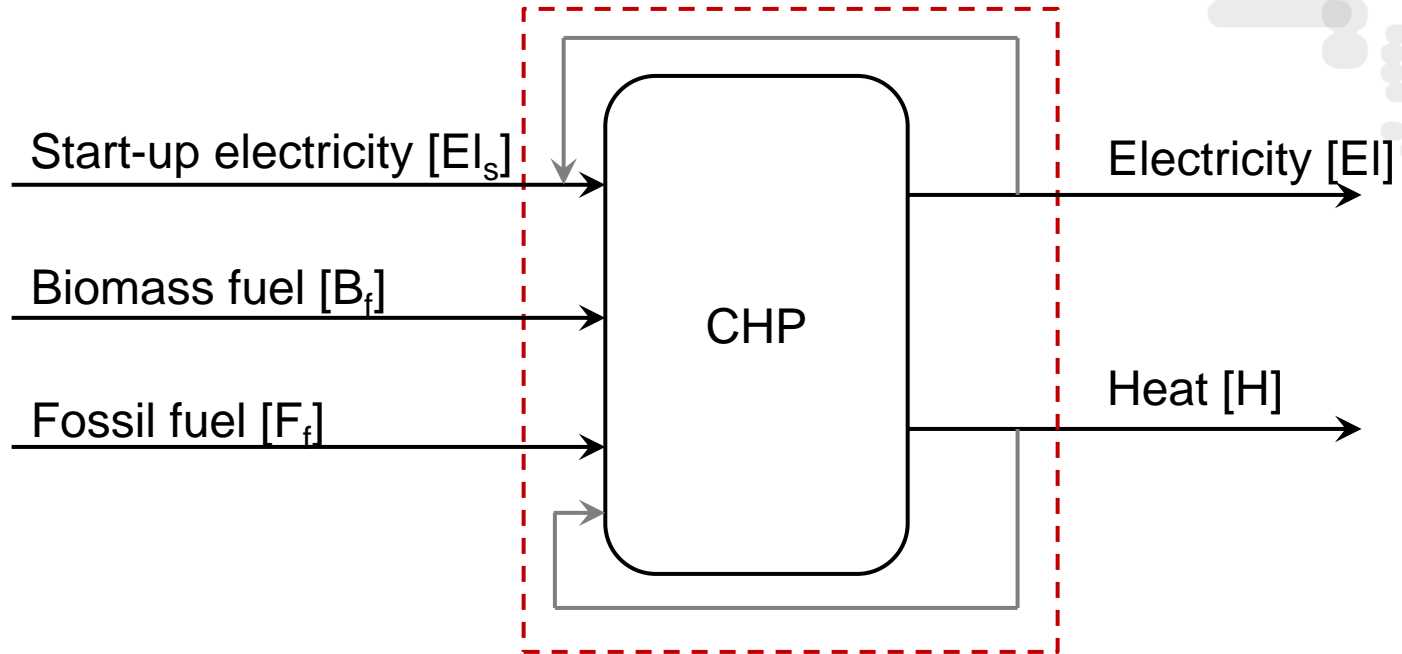 Start-up electricity [El_s]
Electricity [El]
Biomass fuel [B_f]
CHP
Heat [H]
Fossil fuel [F_f]